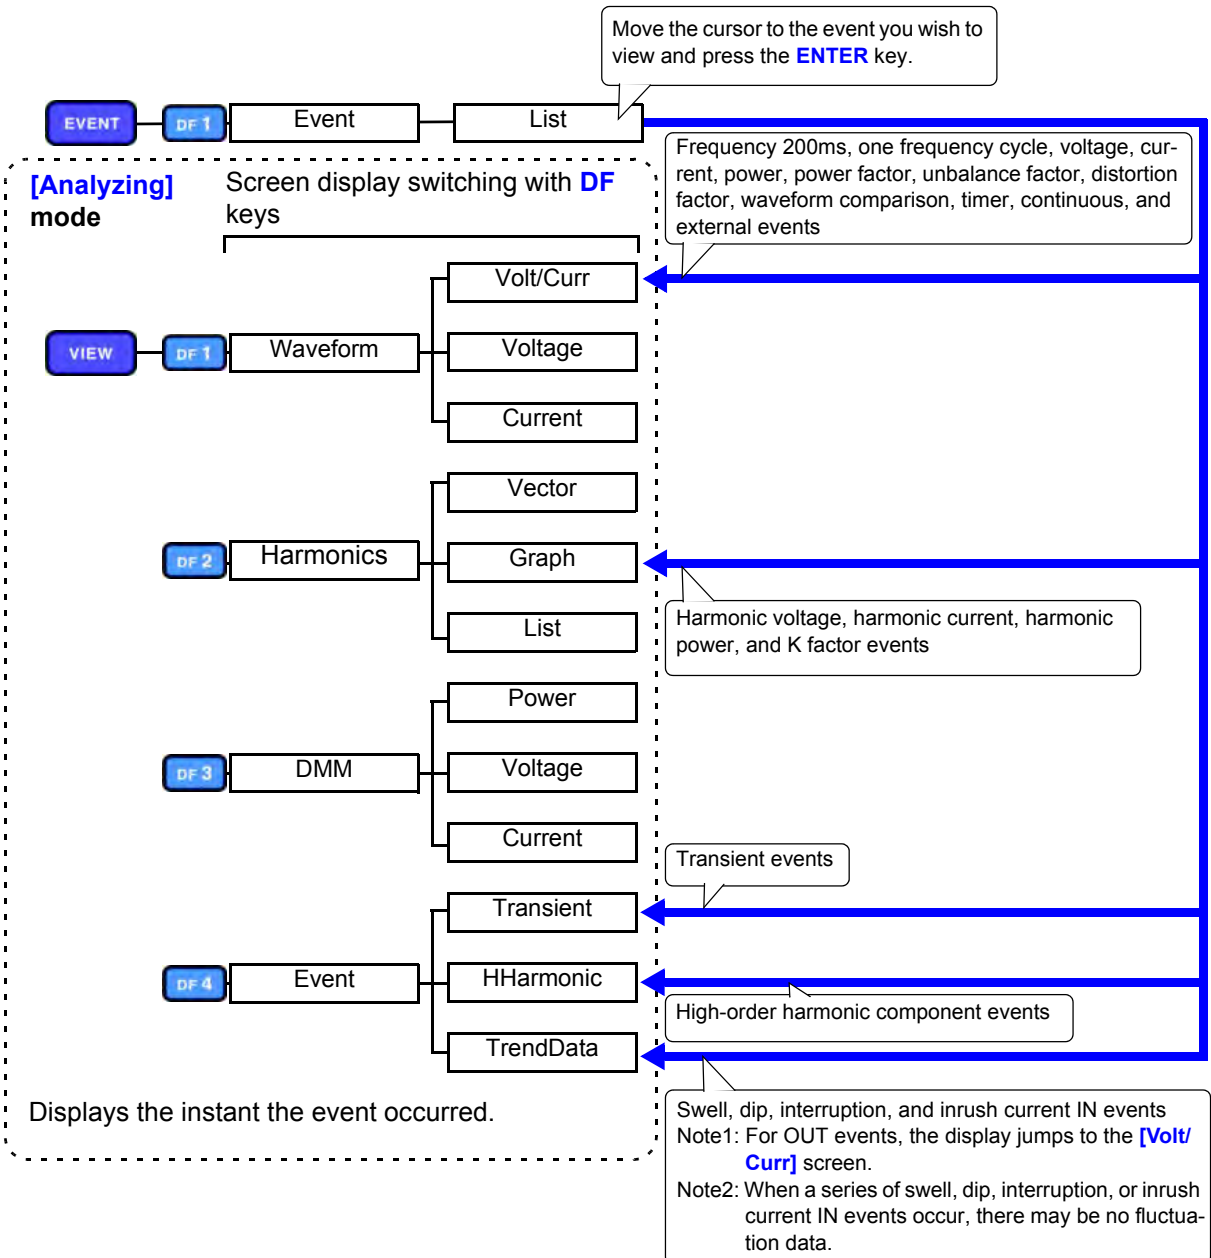 Move the cursor to the event you wish to
view and press the ENTER key.
EVENT
DF 1
Event
List
Frequency 200ms, one frequency cycle, voltage, cur-
rent, power, power factor, unbalance factor, distortion
factor, waveform comparison, timer, continuous, and
external events
[Analyzing]
mode
Screen display switching with DF
keys
Volt/Curr
VIEW
DF 1
Waveform
Voltage
Current
Vector
DF 2
Harmonics
Graph
List
Harmonic voltage, harmonic current, harmonic
power, and K factor events
Power
DF 3
DMM
Voltage
Current
Transient events
Transient
DF 4
Event
HHarmonic
High-order harmonic component events
TrendData
Displays the instant the event occurred.
Swell, dip, interruption, and inrush current IN events
Note1: For OUT events, the display jumps to the [Volt/
Curr] screen.
Note2: When a series of swell, dip, interruption, or inrush
current IN events occur, there may be no fluctua-
tion data.